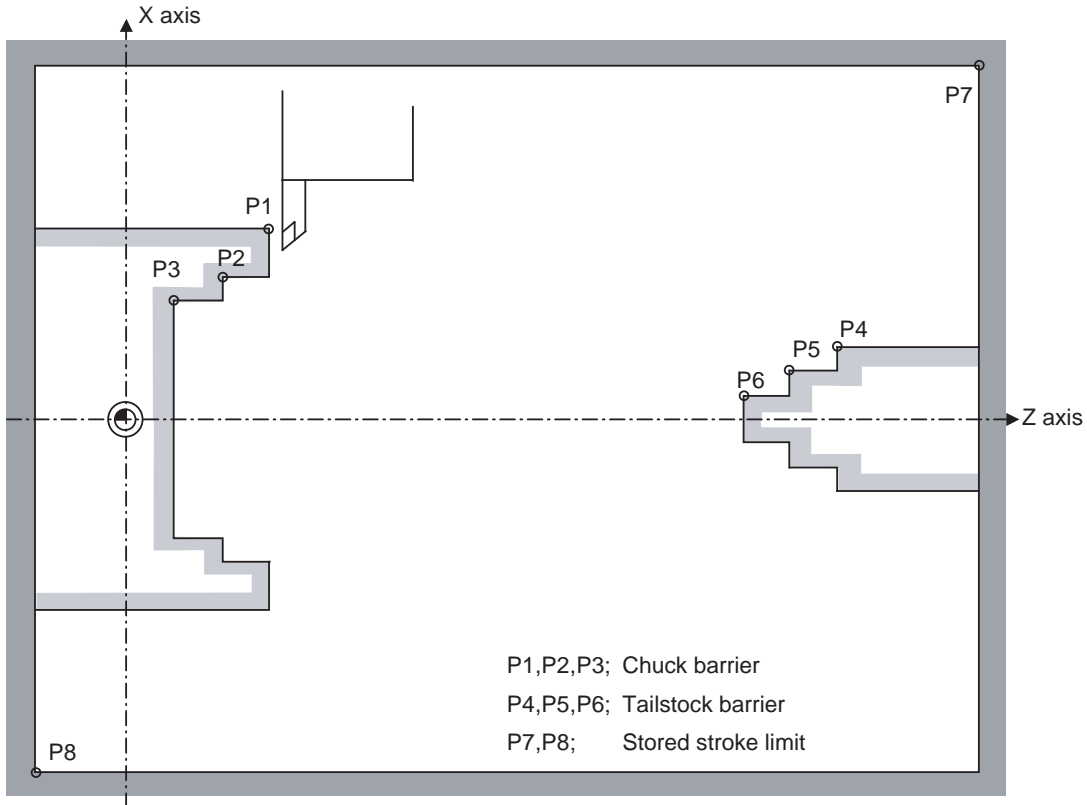 X axis
P7
P1
P2
P3
P4
P5
P6
Z axis
P1,P2,P3; Chuck barrier
P4,P5,P6; Tailstock barrier
P7,P8; Stored stroke limit
P8